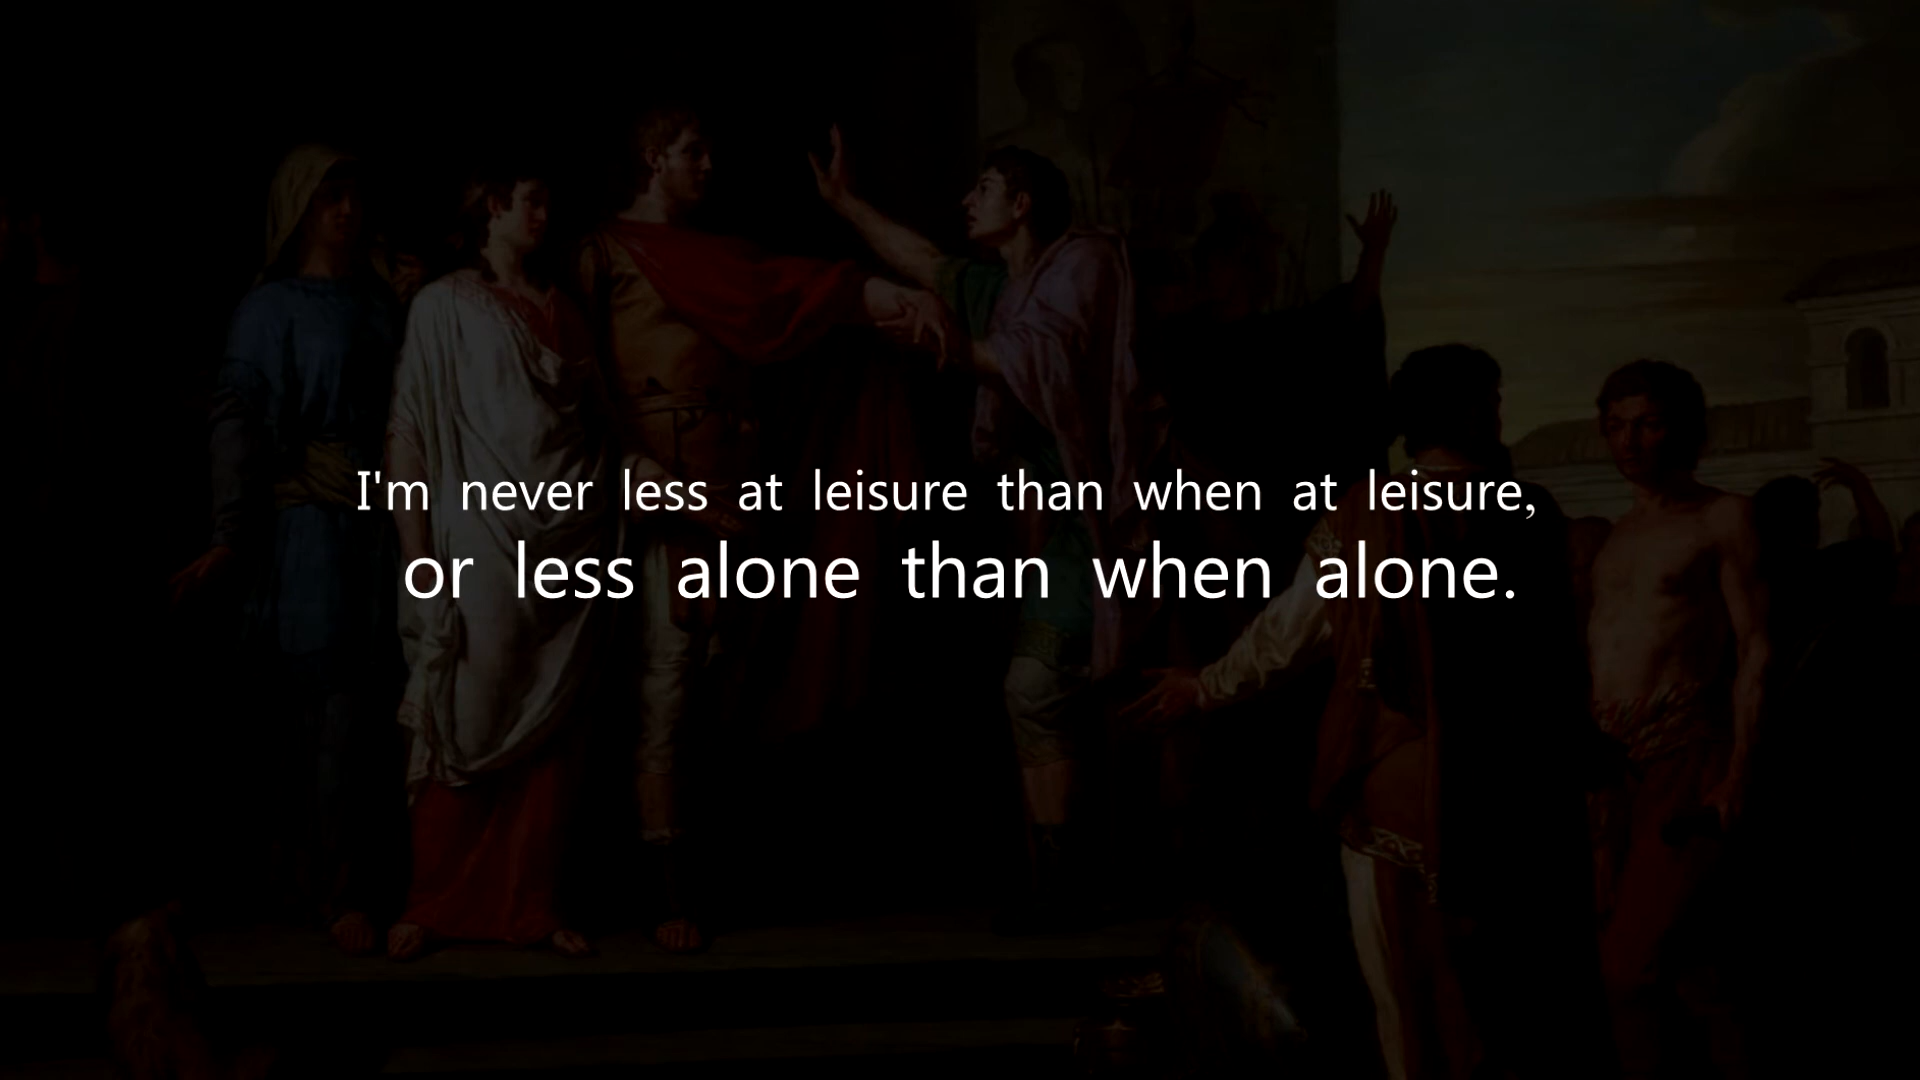 I'm never less at leisure than when at leisure,
or less alone than when alone.